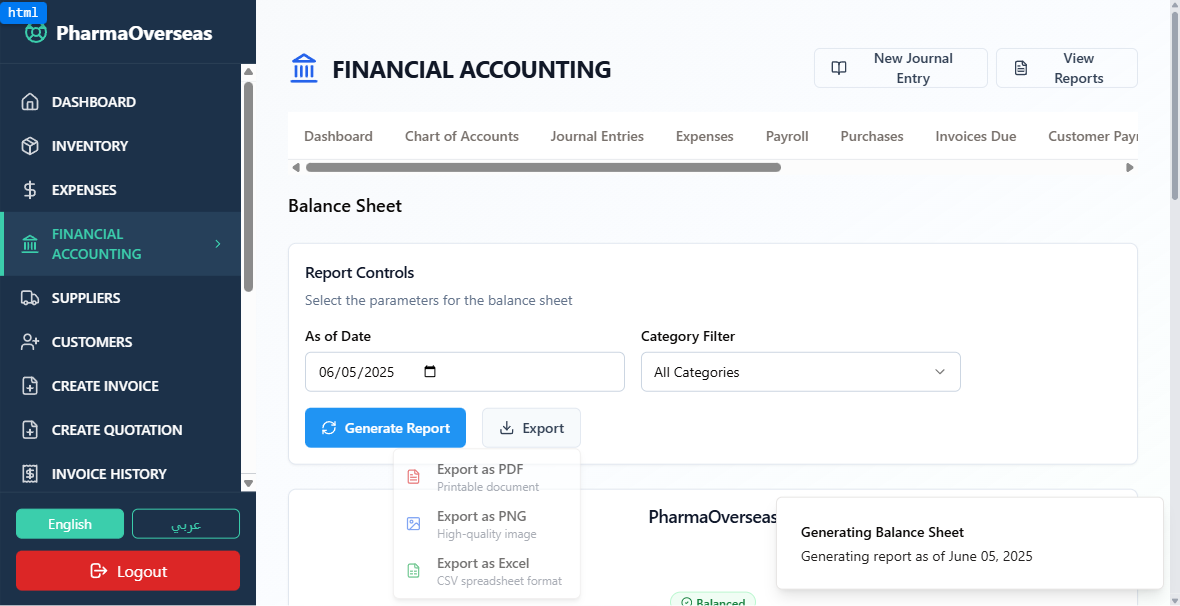 html
PharmaOverseas
DASHBOARD
INVENTORY
EXPENSES
FINANCIAL
ACCOUNTING
SUPPLIERS
CUSTOMERS
CREATE INVOICE
CREATE QUOTATION
INVOICE HISTORY
English
عربي
Logout
FINANCIAL ACCOUNTING
New Journal
Entry
View
Reports
Dashboard
Chart of Accounts
Journal Entries
Expenses
Payroll
Purchases
Invoices Due
Customer Payr
Balance Sheet
Report Controls
Select the parameters for the balance sheet
As of Date
06/05/2025
Category Filter
All Categories
Generate Report
Export
Export as PDF
Printable document
Export as PNG
High-quality image
Export as Excel
CSV spreadsheet format
PharmaOverseas
Balanced
Generating Balance Sheet
Generating report as of June 05, 2025